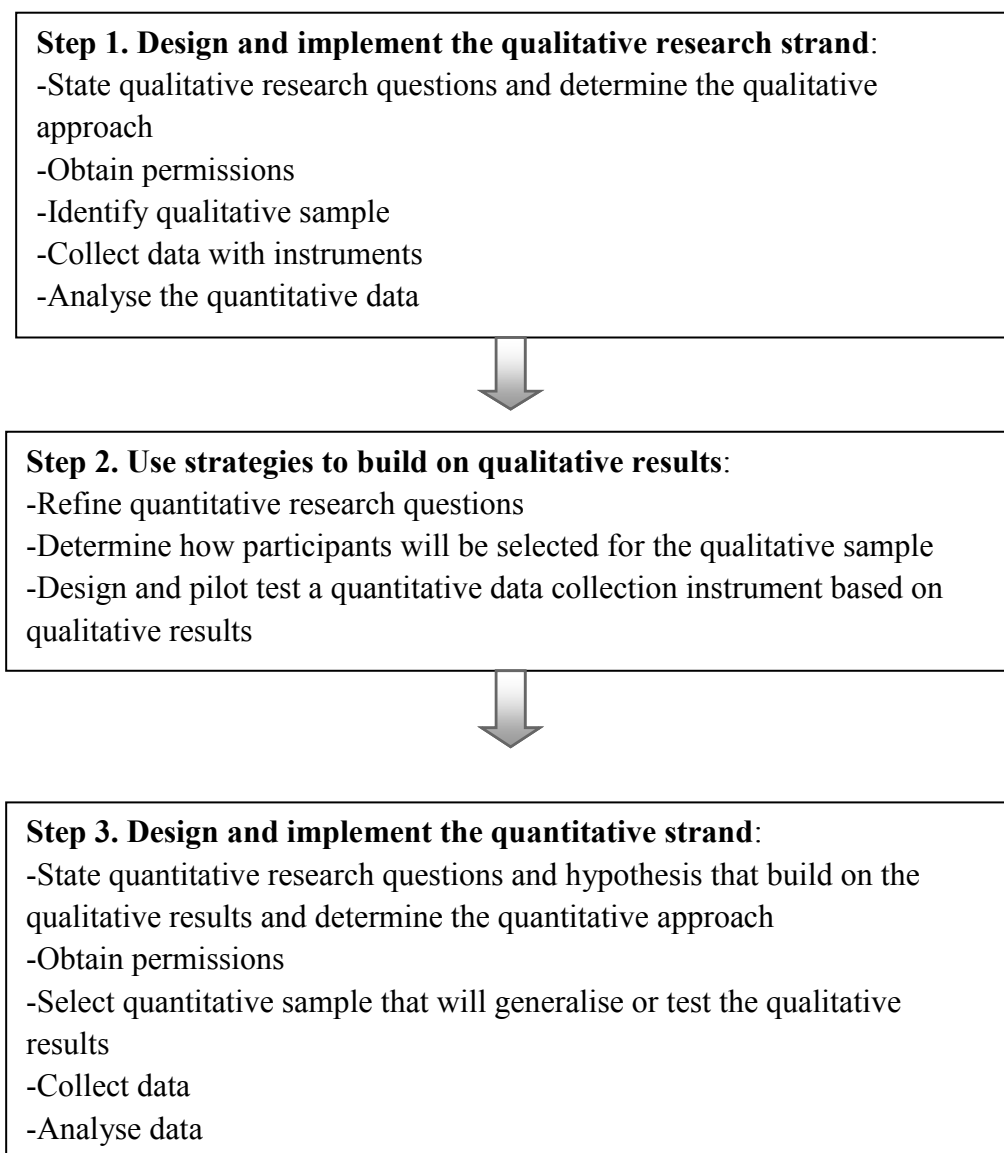 Step 1. Design and implement the qualitative research strand:
-State qualitative research questions and determine the qualitative
approach
-Obtain permissions
-Identify qualitative sample
-Collect data with instruments
-Analyse the quantitative data
Step 2. Use strategies to build on qualitative results:
-Refine quantitative research questions
-Determine how participants will be selected for the qualitative sample
-Design and pilot test a quantitative data collection instrument based on
qualitative results
Step 3. Design and implement the quantitative strand:
-State quantitative research questions and hypothesis that build on the
qualitative results and determine the quantitative approach
-Obtain permissions
-Select quantitative sample that will generalise or test the qualitative
results
-Collect data
-Analyse data